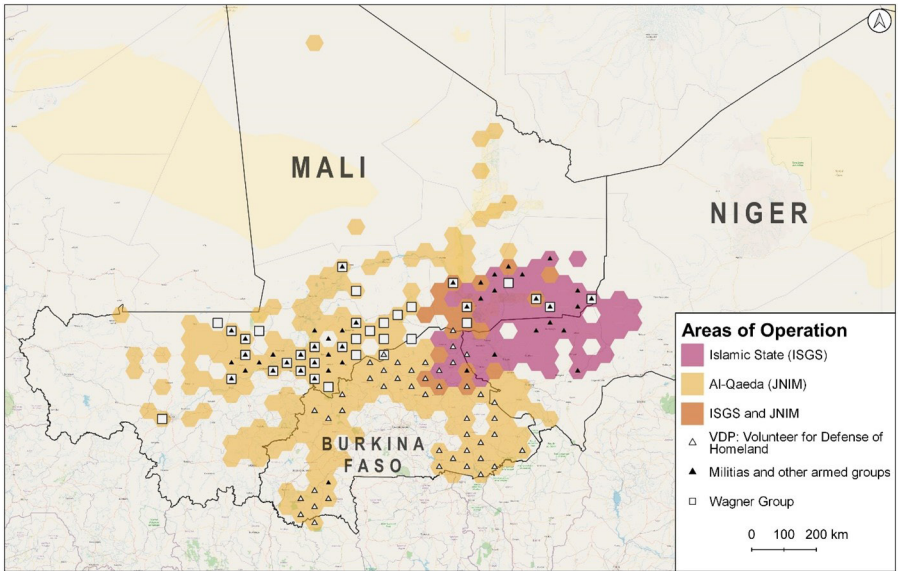 MALI
NIGER
BURKINA
FASO
Areas of Operation
Islamic State (ISGS)
Al-Qaeda (JNIM)
ISGS and JNIM
VDP: Volunteer for Defense of
Homeland
Militias and other armed groups
Wagner Group
0 100 200 km